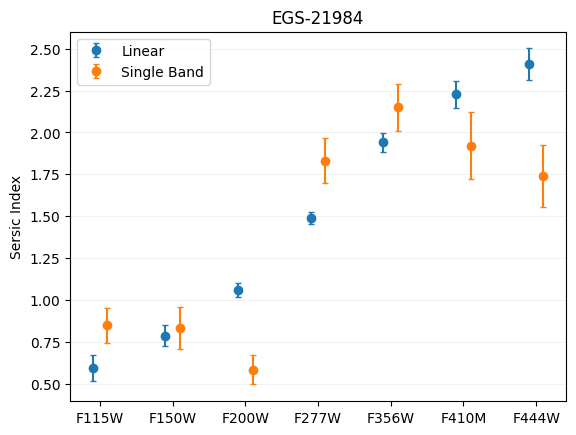 EGS-21984
Linear
Single Band
Sersic Index
2.50
2.25
2.00
1.75
1.50
1.25
1.00
0.75
0.50
F115W F150W F200W F277W F356W F410M F444W